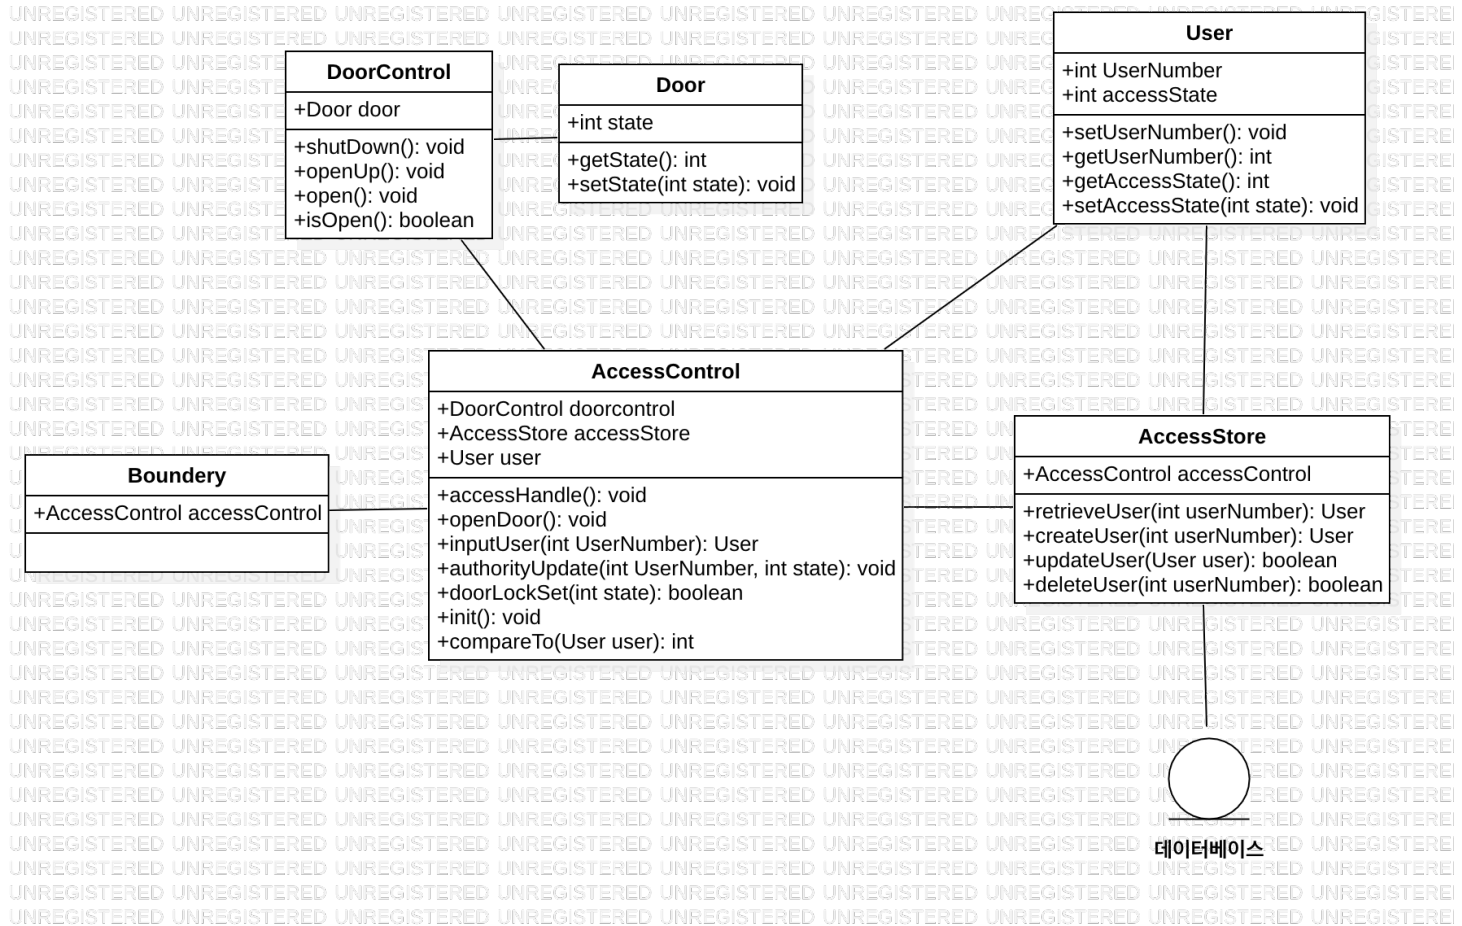 DoorControl
+Door door
+shutDown(): void
+openUp(): void
+open(): void
+isOpen(): boolean
Door
+int state
+getState(): int
+setState(int state): void
User
+int UserNumber
+int accessState
+setUserNumber(): void
+getUserNumber(): int
+getAccessState(): int
+setAccessState(int state): void
Boundery
+AccessControl accessControl
AccessControl
+DoorControl doorcontrol
+AccessStore accessStore
+User user
+accessHandle(): void
+openDoor(): void
+inputUser(int UserNumber): User
+authorityUpdate(int UserNumber, int state): void
+doorLockSet(int state): boolean
+init(): void
+compareTo(User user): int
AccessStore
+AccessControl accessControl
+retrieveUser(int userNumber): User
+createUser(int userNumber): User
+updateUser(User user): boolean
+deleteUser(int userNumber): boolean
데이터베이스
UNREGISTERED